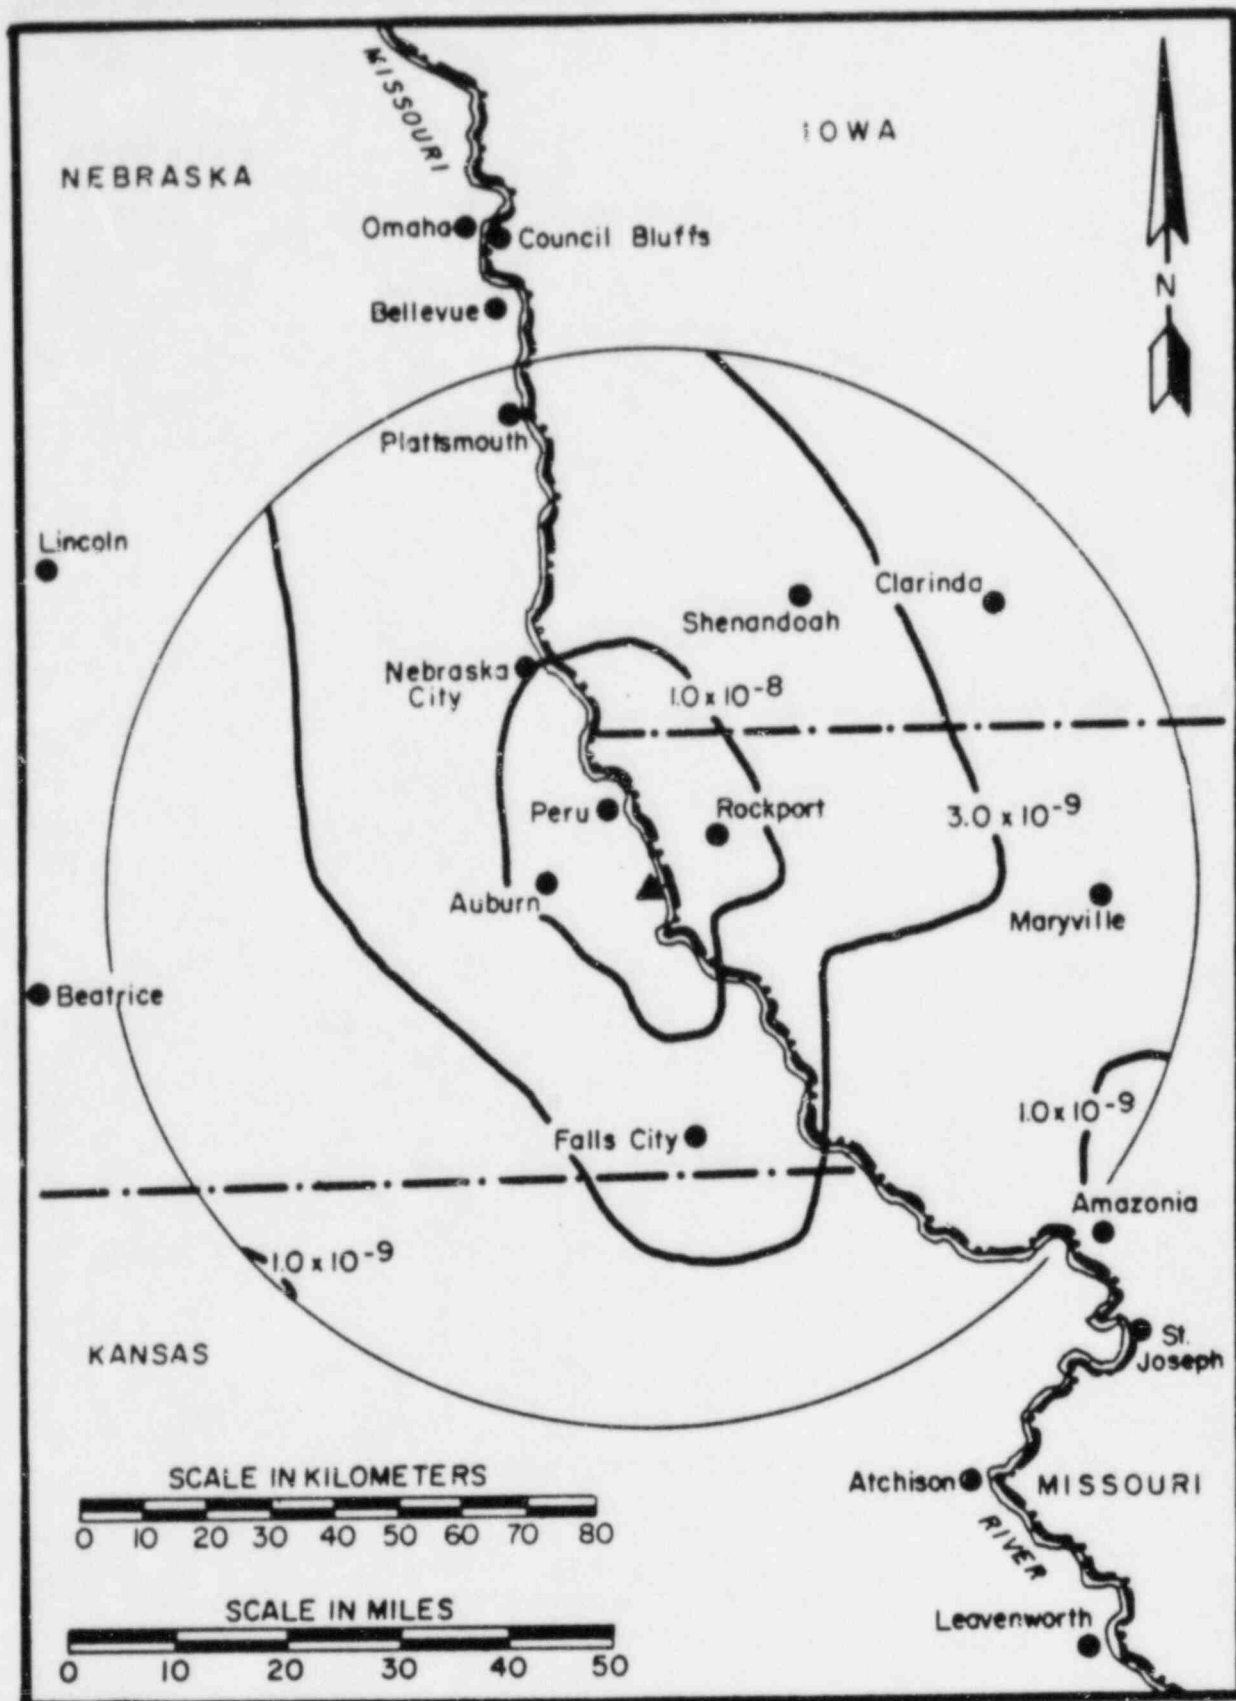 MISSOURI
IOWA
NEBRASKA
Omaha
Council Bluffs
N
Bellevue
Plattsmouth
Lincoln
Clarinda
Shenandoah
Nebraska
City
1.0 x 10-8
Peru
Rockport
3.0 x 10-9
Auburn
Maryville
Beatrice
1.0 x 10-9
Falls City
Amazonia
1.0 x 10-9
KANSAS
St.
Joseph
SCALE IN KILOMETERS
0 10 20 30 40 50 60 70 80
Atchison
MISSOURI
RIVER
SCALE IN MILES
0 10 20 30 40 50
Leavenworth